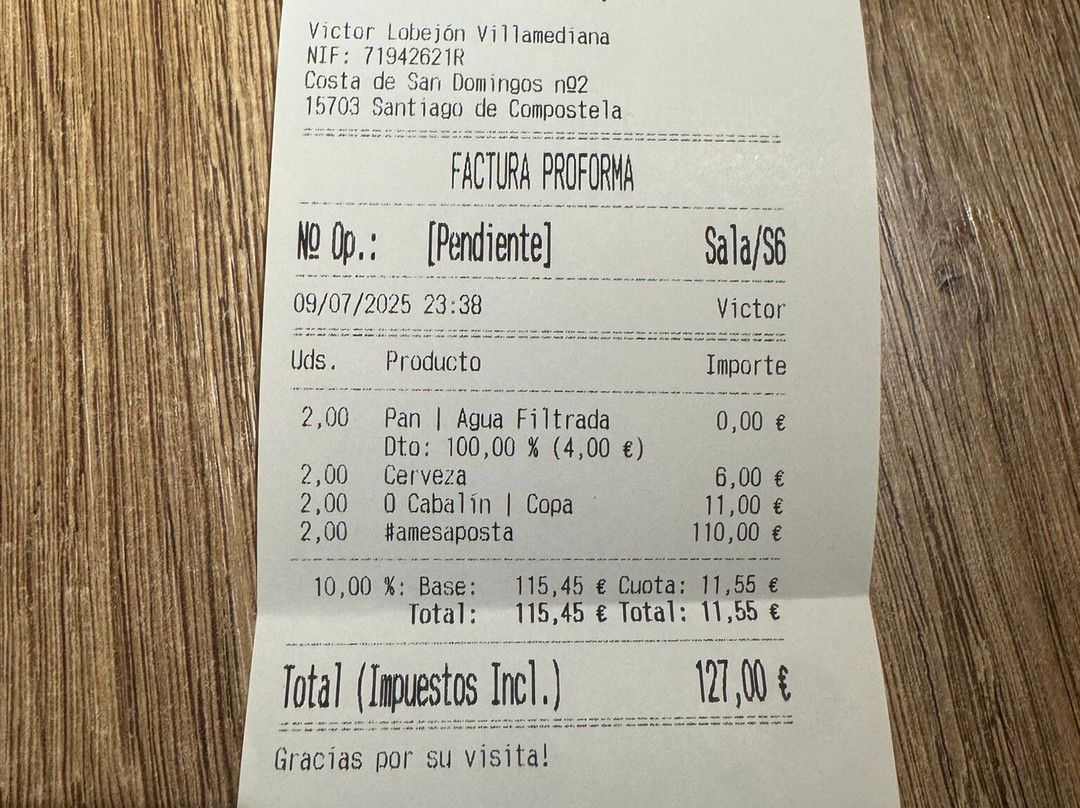 Victor Lobejón Villamediana
NIF: 71942621R
Costa de San Domingos nº2
15703 Santiago de Compostela
FACTURA PROFORMA
Nº Op.: [Pendiente] Sala/S6
09/07/2025 23:38 Victor
Uds. Producto Importe
2,00 Pan | Agua Filtrada 0,00 €
Dto: 100,00 % (4,00 €)
2,00 Cerveza 6,00 €
2,00 O Cabalín | Copa 11,00 €
2,00 #amesaposta 110,00 €
10,00 %: Base: 115,45 € Cuota: 11,55 €
Total: 115,45 € Total: 11,55 €
Total (Impuestos Incl.) 127,00 €
Gracias por su visita!